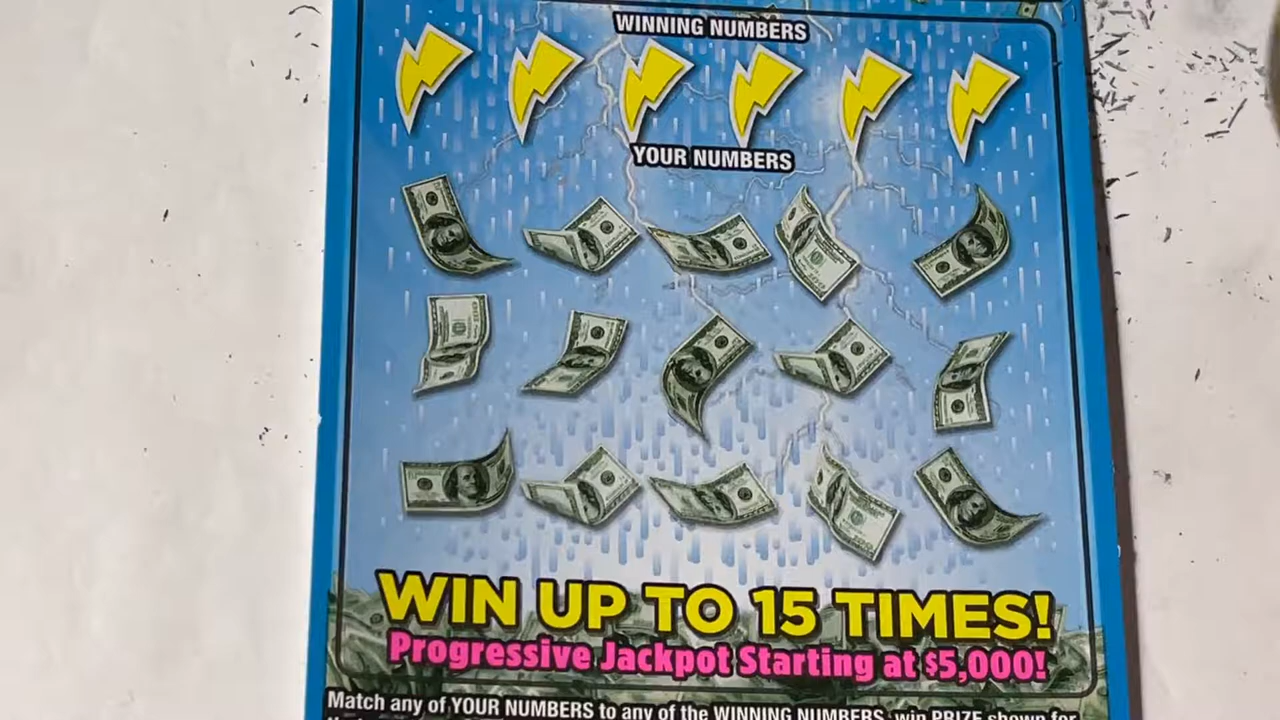 WINNING NUMBERS
YOUR NUMBERS
WIN UP TO 15 TIMES!
Progressive Jackpot Starting at $5,000!
Match any of YOUR NUMBERS to any of the WINNING NUMBERS, win PRIZE shown for